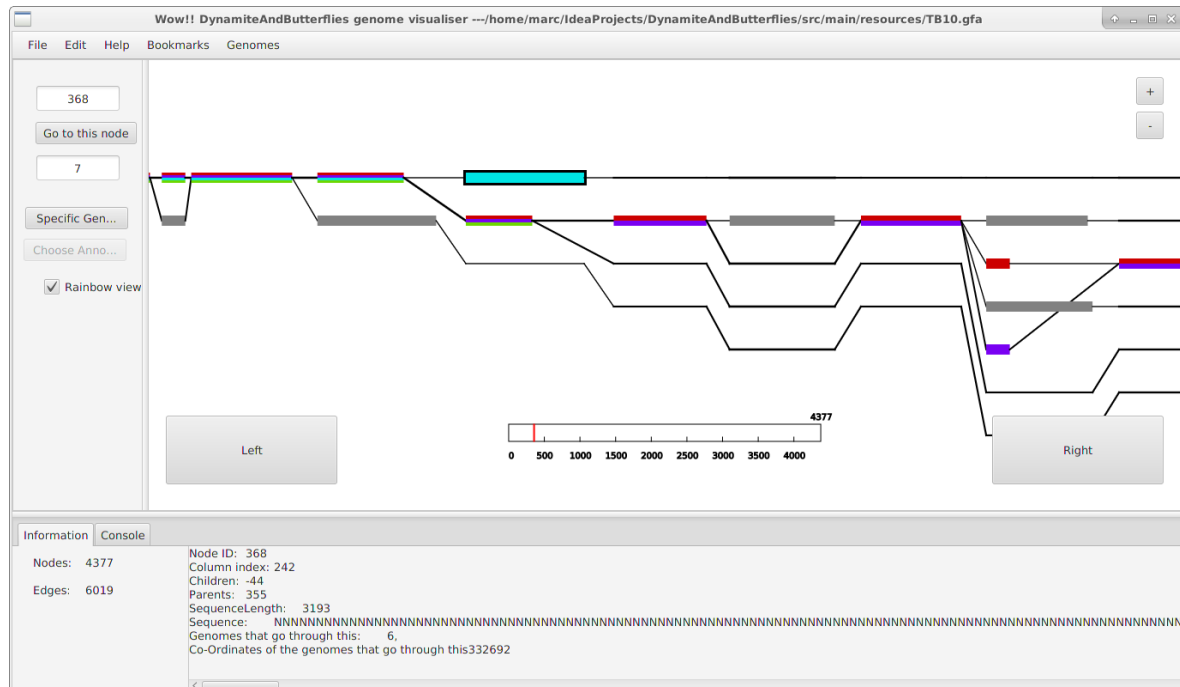 Wow!! DynamiteAndButterflies genome visualiser ---/home/marc/IdeaProjects/DynamiteAndButterflies/src/main/resources/TB10.gfa
File Edit Help Bookmarks Genomes
368
Go to this node
7
Specific Gen...
Choose Anno...
Rainbow view
+
-
4377
0 500 1000 1500 2000 2500 3000 3500 4000
Left
Right
Information Console
Nodes: 4377
Edges: 6019
Node ID: 368
Column index: 242
Children: -44
Parents: 355
SequenceLength: 3193
Sequence: NNNNNNNNNNNNNNNNNNNNNNNNNNNNNNNNNNNNNNNNNNNNNNNNNNNNNNNNNNNNNNNNNNNNNNNNNNNNNNNNNNNNNNNNNNNNNNNNNNNNNNNNNNNNNNN
Genomes that go through this: 6,
Co-Ordinates of the genomes that go through this332692